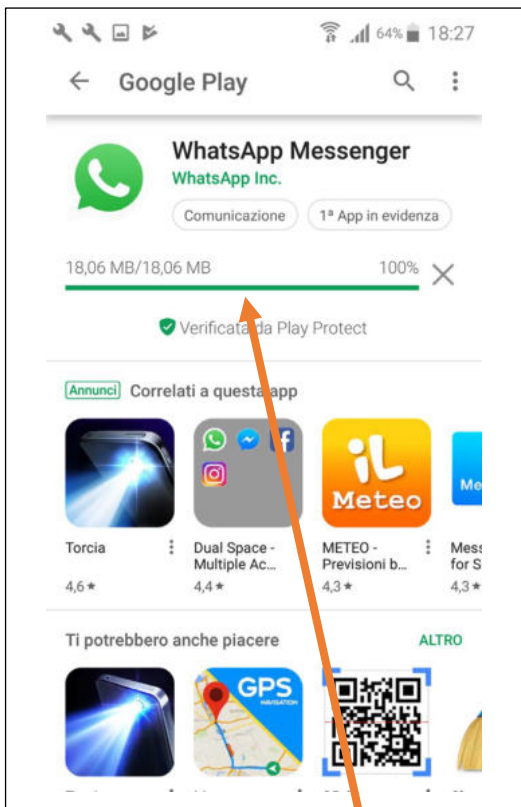 64% 18:27
Google Play
WhatsApp Messenger
WhatsApp Inc.
Comunicazione 1ª App in evidenza
18,06 MB/18,06 MB 100%
Verificata da Play Protect
Annunci Correlati a questa app
Me
iL
Meteo
Torcia Dual Space - METEO - Mess
Multiple Ac... Previsioni b... for S
4,6★ 4,4★ 4,3★ 4,3★
Ti potrebbero anche piacere ALTRO
GPS
NAVIGATION